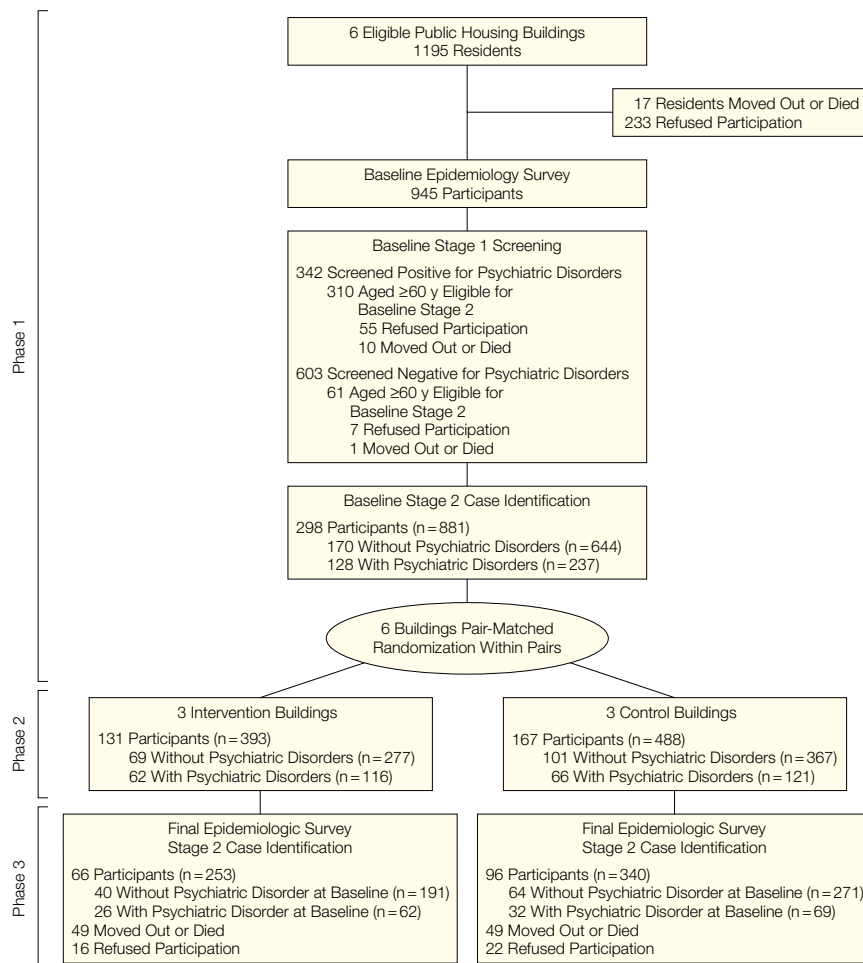 Phase 1
6 Eligible Public Housing Buildings
1195 Residents
17 Residents Moved Out or Died
233 Refused Participation
Baseline Epidemiology Survey
945 Participants
Baseline Stage 1 Screening
342 Screened Positive for Psychiatric Disorders
310 Aged ≥60 y Eligible for
Baseline Stage 2
55 Refused Participation
10 Moved Out or Died
603 Screened Negative for Psychiatric Disorders
61 Aged ≥60 y Eligible for
Baseline Stage 2
7 Refused Participation
1 Moved Out or Died
Baseline Stage 2 Case Identification
298 Participants (n=881)
170 Without Psychiatric Disorders (n=644)
128 With Psychiatric Disorders (n=237)
6 Buildings Pair-Matched
Randomization Within Pairs
Phase 2
3 Intervention Buildings
131 Participants (n=393)
69 Without Psychiatric Disorders (n=277)
62 With Psychiatric Disorders (n=116)
3 Control Buildings
167 Participants (n=488)
101 Without Psychiatric Disorders (n=367)
66 With Psychiatric Disorders (n=121)
Phase 3
Final Epidemiologic Survey
Stage 2 Case Identification
66 Participants (n=253)
40 Without Psychiatric Disorder at Baseline (n=191)
26 With Psychiatric Disorder at Baseline (n=62)
49 Moved Out or Died
16 Refused Participation
Final Epidemiologic Survey
Stage 2 Case Identification
96 Participants (n=340)
64 Without Psychiatric Disorder at Baseline (n=271)
32 With Psychiatric Disorder at Baseline (n=69)
49 Moved Out or Died
22 Refused Participation